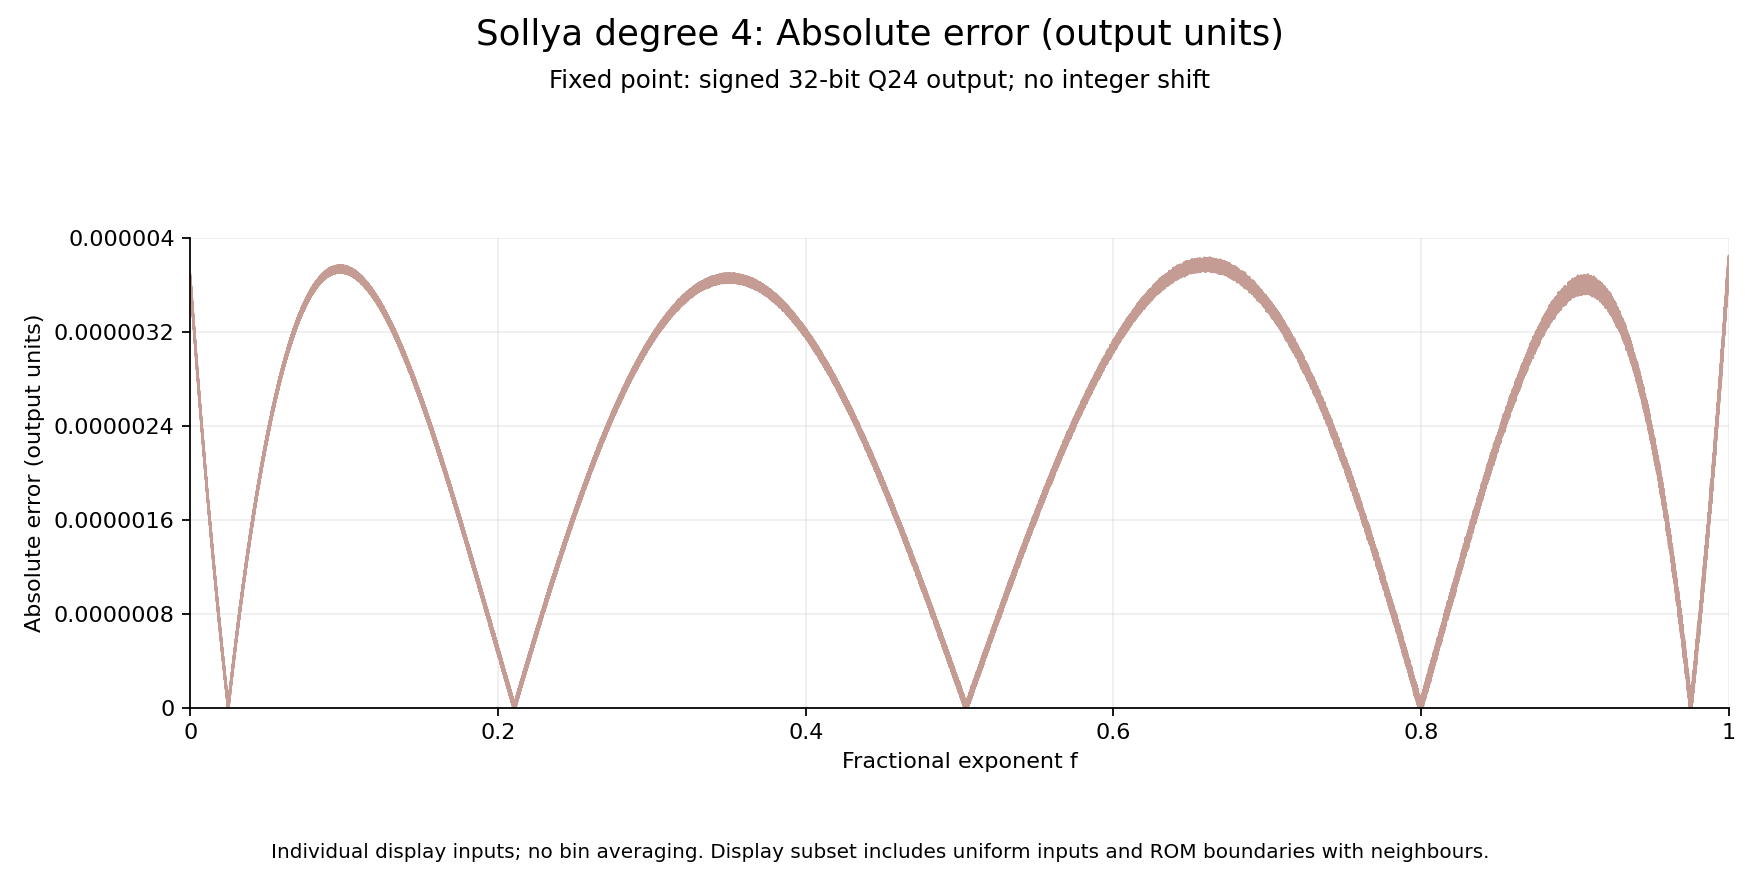 Sollya degree 4: Absolute error (output units)
Fixed point: signed 32-bit Q24 output; no integer shift
Absolute error (output units)
0.000004
0.0000032
0.0000024
0.0000016
0.0000008
0
0 0.2 0.4 0.6 0.8 1
Fractional exponent f
Individual display inputs; no bin averaging. Display subset includes uniform inputs and ROM boundaries with neighbours.